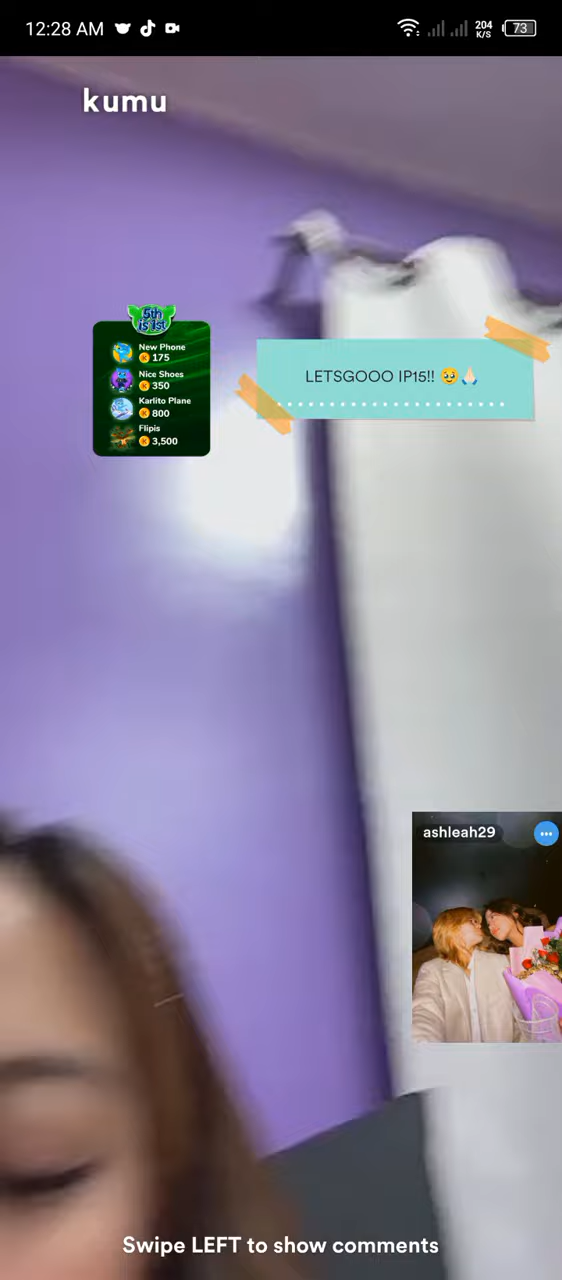 12:28 AM
204
K/S
73
kumu
5th
is 1st
New Phone
175
Nice Shoes
350
Karlito Plane
800
Flipis
3,500
LETSGOOO IP15!! 🥹🙏🏻
ashleah29
Swipe LEFT to show comments